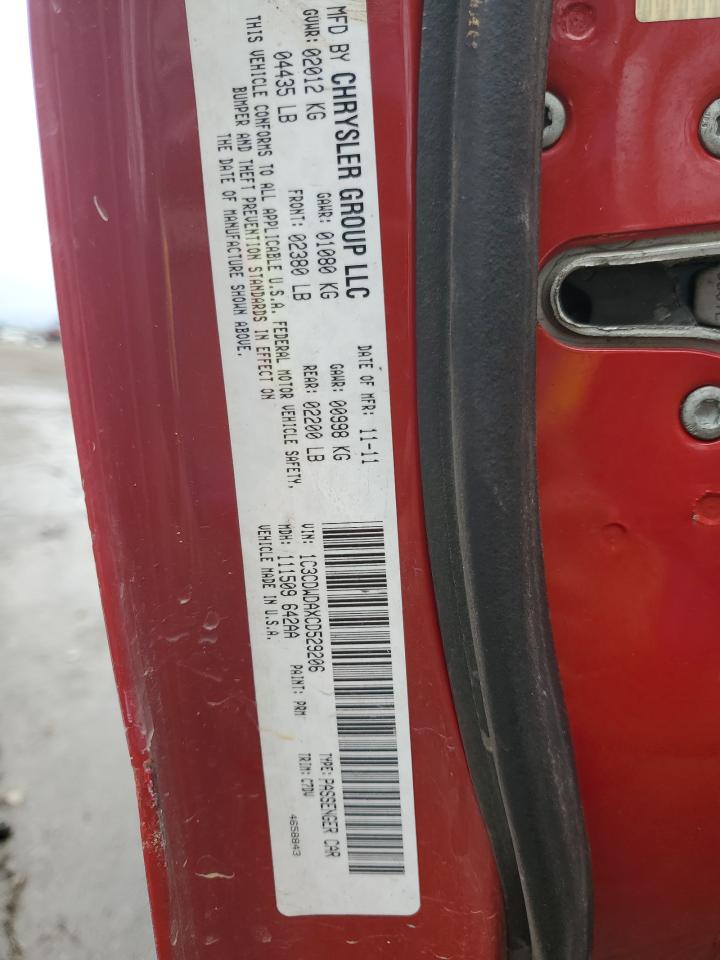 MFD BY CHRYSLER GROUP LLC
DATE OF MFR: 11-11
GVWR: 02012 KG
GAWR: 01080 KG
GAWR: 00998 KG
04435 LB
FRONT: 02380 LB
REAR: 02200 LB
THIS VEHICLE CONFORMS TO ALL APPLICABLE U.S.A. FEDERAL MOTOR VEHICLE SAFETY,
BUMPER AND THEFT PREVENTION STANDARDS IN EFFECT ON
THE DATE OF MANUFACTURE SHOWN ABOVE.
VIN: 1C3CDWDAXCD529206
TYPE: PASSENGER CAR
MDH: 111509 642AA
PAINT: PRM
TRIM: C7DV
VEHICLE MADE IN U.S.A.
4658843